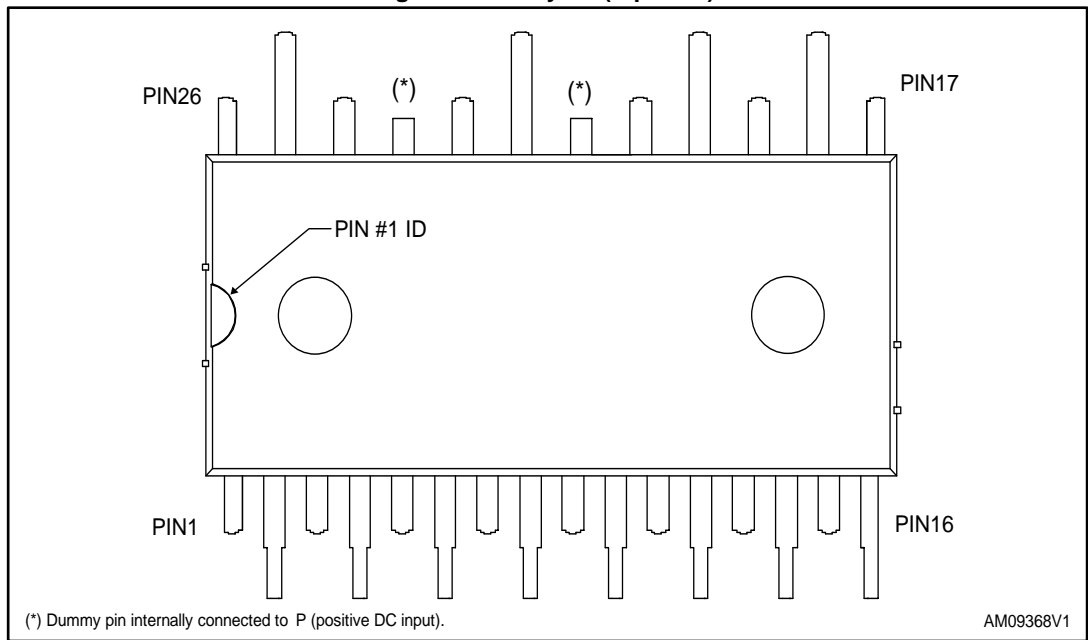 (*)
(*)
PIN26
PIN17
PIN #1 ID
PIN1
PIN16
(*) Dummy pin internally connected to P (positive DC input).
AM09368V1